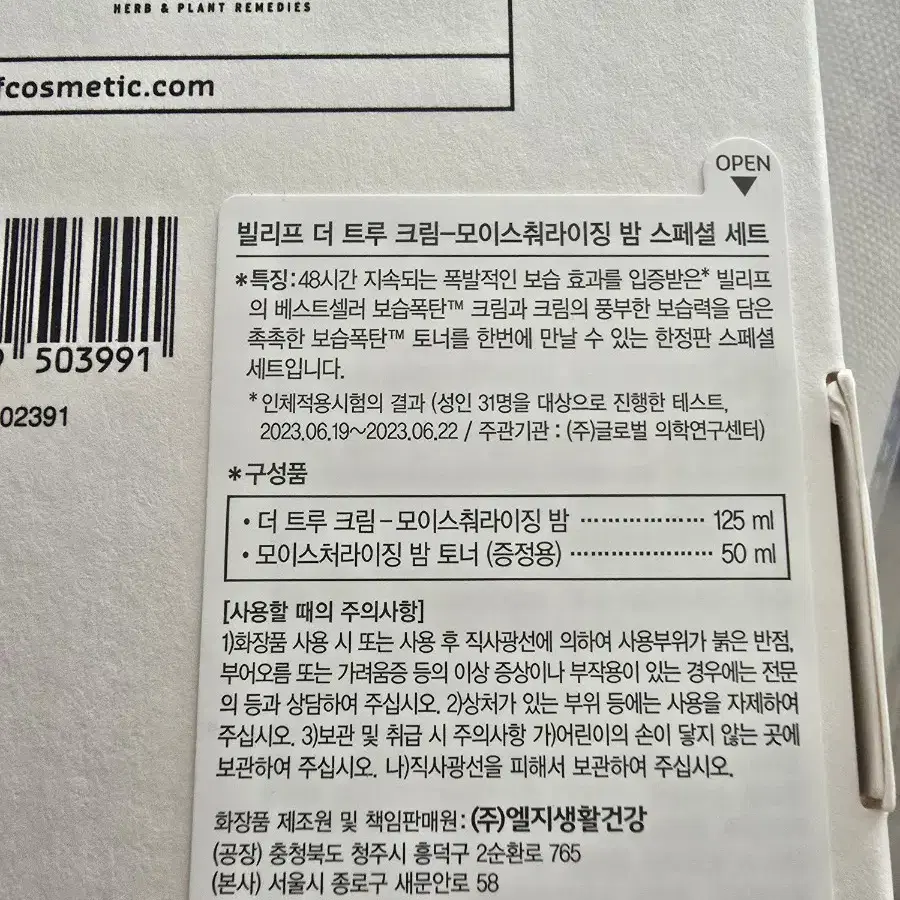 HERB & PLANT REMEDIES
fcosmetic.com
OPEN
빌리프 더 트루 크림-모이스춰라이징 밤 스페셜 세트
*특징:48시간 지속되는 폭발적인 보습 효과를 입증받은* 빌리프
의 베스트셀러 보습폭탄™ 크림과 크림의 풍부한 보습력을 담은
촉촉한 보습폭탄™ 토너를 한번에 만날 수 있는 한정판 스페셜
세트입니다.
*인체적용시험의 결과 (성인 31명을 대상으로 진행한 테스트,
2023.06.19~2023.06.22 / 주관기관 : (주)글로벌 의학연구센터)
*구성품
• 더 트루 크림-모이스춰라이징 밤 ⋯⋯⋯⋯⋯⋯ 125 ml
• 모이스처라이징 밤 토너 (증정용) ⋯⋯⋯⋯⋯⋯ 50 ml
[사용할 때의 주의사항]
1)화장품 사용 시 또는 사용 후 직사광선에 의하여 사용부위가 붉은 반점,
부어오름 또는 가려움증 등의 이상 증상이나 부작용이 있는 경우에는 전문
의 등과 상담하여 주십시오. 2)상처가 있는 부위 등에는 사용을 자제하여
주십시오. 3)보관 및 취급 시 주의사항 가)어린이의 손이 닿지 않는 곳에
보관하여 주십시오. 나)직사광선을 피해서 보관하여 주십시오.
화장품 제조원 및 책임판매원: (주)엘지생활건강
(공장) 충청북도 청주시 흥덕구 2순환로 765
(본사) 서울시 종로구 새문안로 58
503991
02391